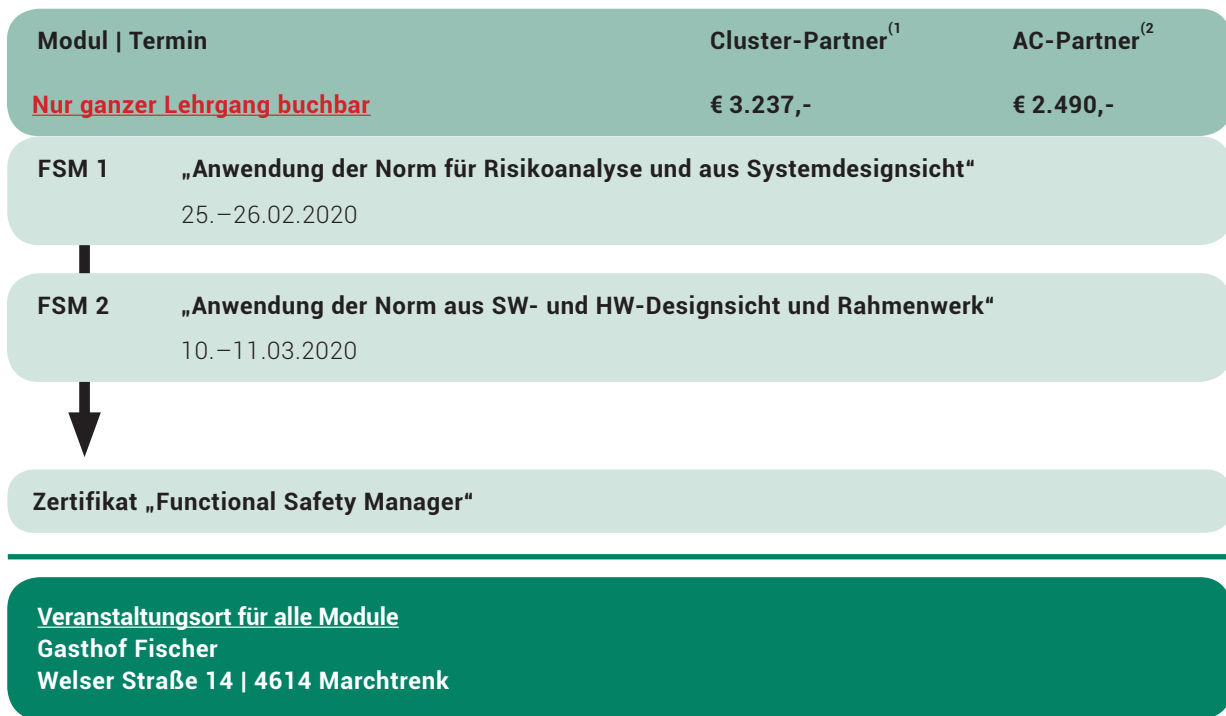 Modul | Termin Cluster-Partner(1 AC-Partner(2
Nur ganzer Lehrgang buchbar € 3.237,- € 2.490,-
FSM 1 „Anwendung der Norm für Risikoanalyse und aus Systemdesignsicht“
25.–26.02.2020
FSM 2 „Anwendung der Norm aus SW- und HW-Designsicht und Rahmenwerk“
10.–11.03.2020
Zertifikat „Functional Safety Manager“
Veranstaltungsort für alle Module
Gasthof Fischer
Welser Straße 14 | 4614 Marchtrenk